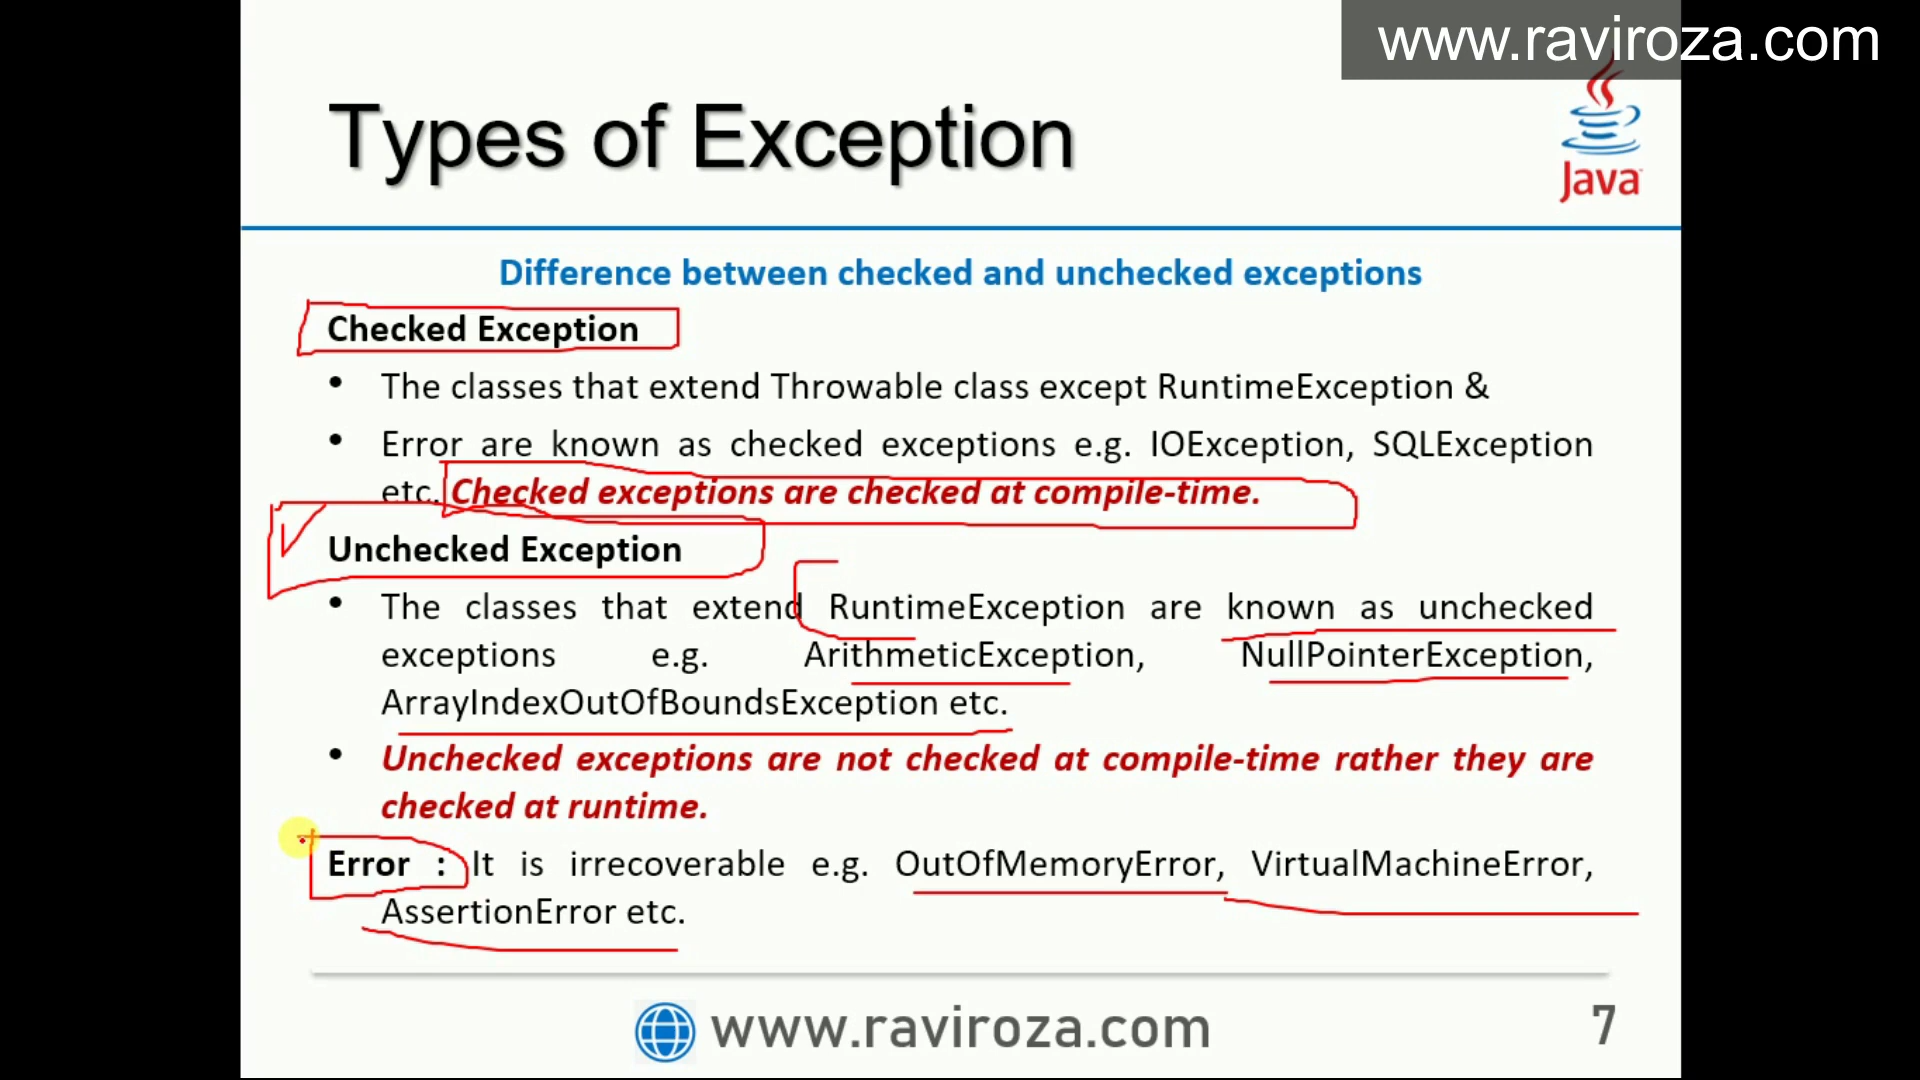 www.raviroza.com
Types of Exception
Java
Difference between checked and unchecked exceptions
Checked Exception
• The classes that extend Throwable class except RuntimeException &
• Error are known as checked exceptions e.g. IOException, SQLException
etc. Checked exceptions are checked at compile-time.
Unchecked Exception
• The classes that extend RuntimeException are known as unchecked
exceptions e.g. ArithmeticException, NullPointerException,
ArrayIndexOutOfBoundsException etc.
• Unchecked exceptions are not checked at compile-time rather they are
checked at runtime.
Error : It is irrecoverable e.g. OutOfMemoryError, VirtualMachineError,
AssertionError etc.
www.raviroza.com
7